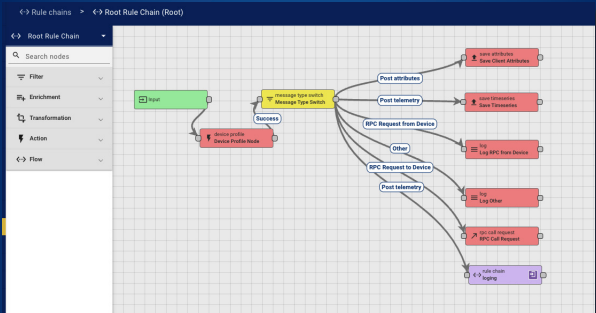 Rule chains > Root Rule Chain (Root)
Root Rule Chain
Search nodes
Filter
Enrichment
Transformation
Action
Flow
Input
device profile
Device Profile Node
Success
message type switch
Message Type Switch
Post attributes
Post telemetry
RPC Request from Device
Other
RPC Request to Device
Post telemetry
save attributes
Save Client Attributes
save timeseries
Save Timeseries
log
Log RPC from Device
log
Log Other
rpc call request
RPC Call Request
rule chain
loging